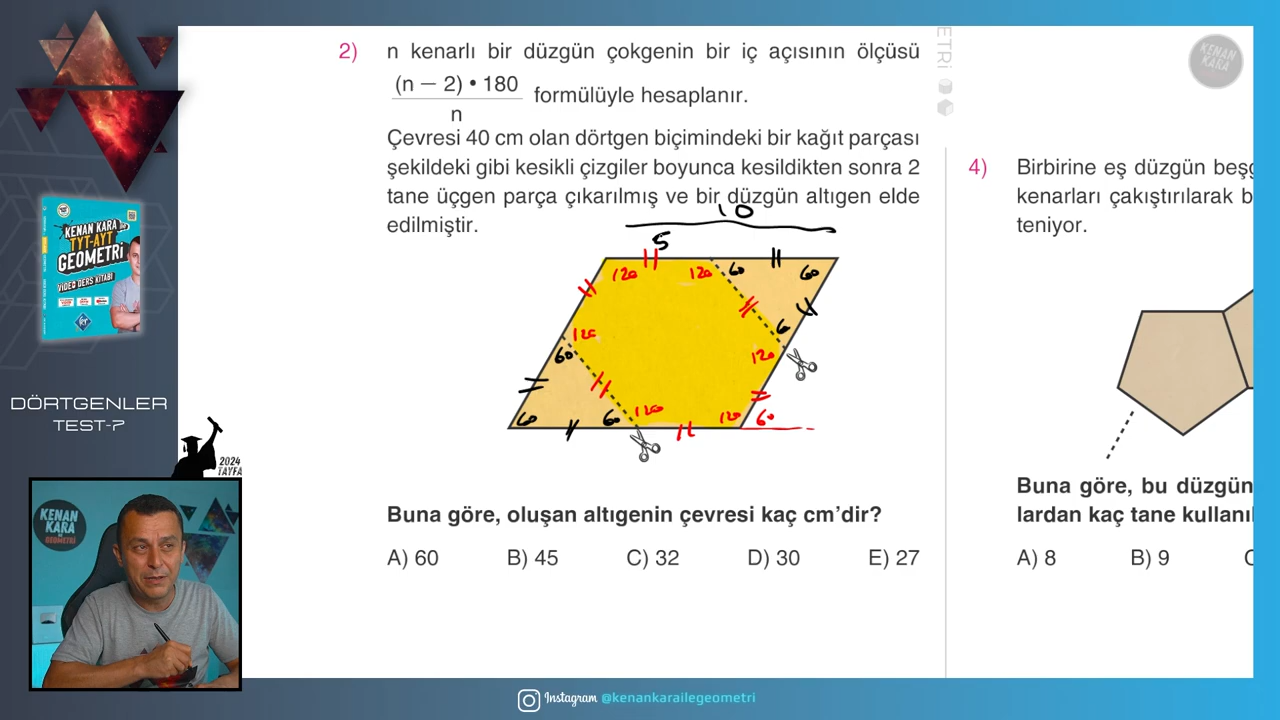 2) n kenarlı bir düzgün çokgenin bir iç açısının ölçüsü
(n – 2) • 180
n
formülüyle hesaplanır.
Çevresi 40 cm olan dörtgen biçimindeki bir kağıt parçası
şekildeki gibi kesikli çizgiler boyunca kesildikten sonra 2
tane üçgen parça çıkarılmış ve bir düzgün altıgen elde
edilmiştir.
10
5
120
120
60
60
120
60
6
120
60
60
120
120
60
Buna göre, oluşan altıgenin çevresi kaç cm'dir?
A) 60 B) 45 C) 32 D) 30 E) 27
ETRİ
KENAN
KARA
4) Birbirine eş düzgün beşg
kenarları çakıştırılarak b
teniyor.
Buna göre, bu düzgün
lardan kaç tane kullanıl
A) 8 B) 9 C
KENAN KARA
TYT-AYT
GEOMETRİ
VİDEO DERS KİTABI
DÖRTGENLER
TEST-7
2024
TAYFA
KENAN
KARA
GEOMETRİ
Instagram @kenankarailegeometri